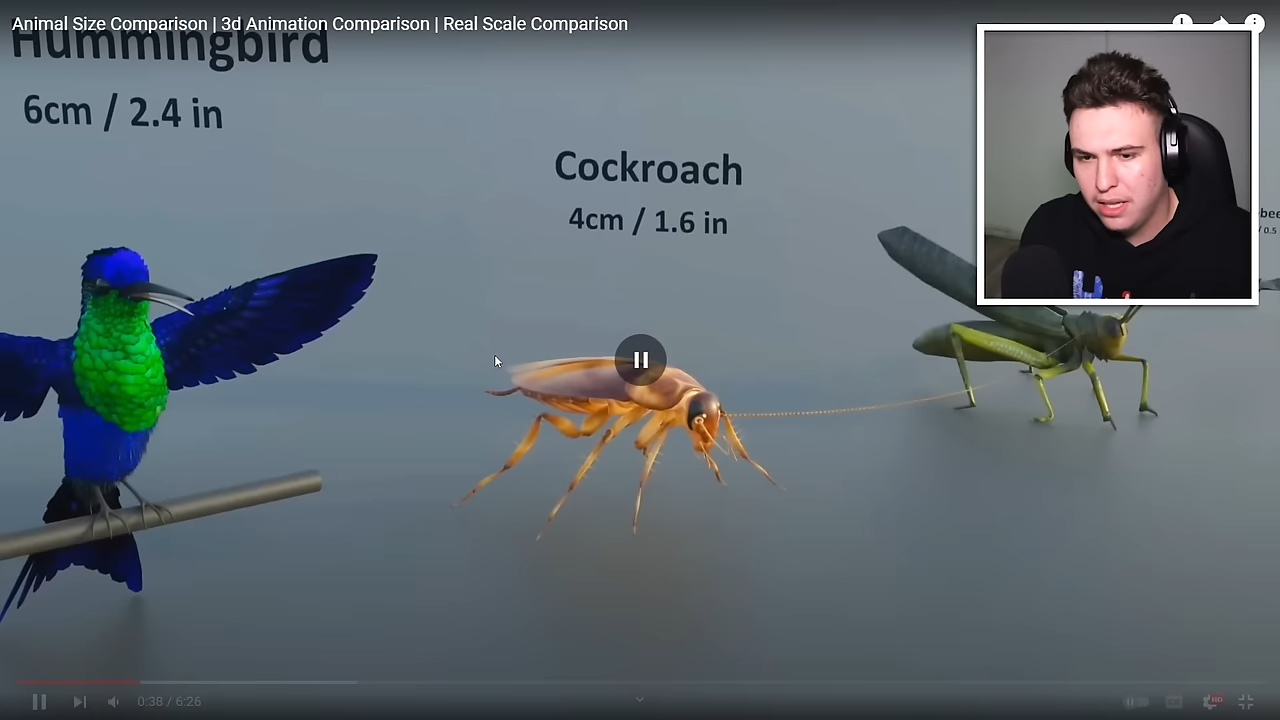 Animal Size Comparison | 3d Animation Comparison | Real Scale Comparison
Hummingbird
6cm / 2.4 in
Cockroach
4cm / 1.6 in
0:38 / 6:26
HD